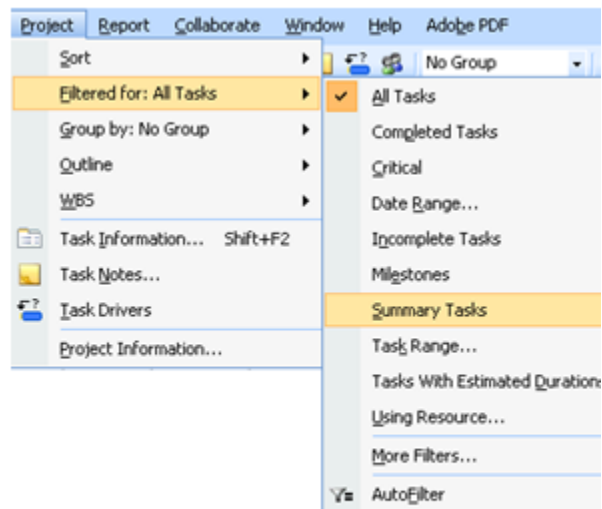 Project Report Collaborate Window Help Adobe PDF
No Group
Sort
Filtered for: All Tasks
Group by: No Group
Outline
WBS
Task Information... Shift+F2
Task Notes...
Task Drivers
Project Information...
All Tasks
Completed Tasks
Critical
Date Range...
Incomplete Tasks
Milestones
Summary Tasks
Task Range...
Tasks With Estimated Durations
Using Resource...
More Filters...
AutoFilter